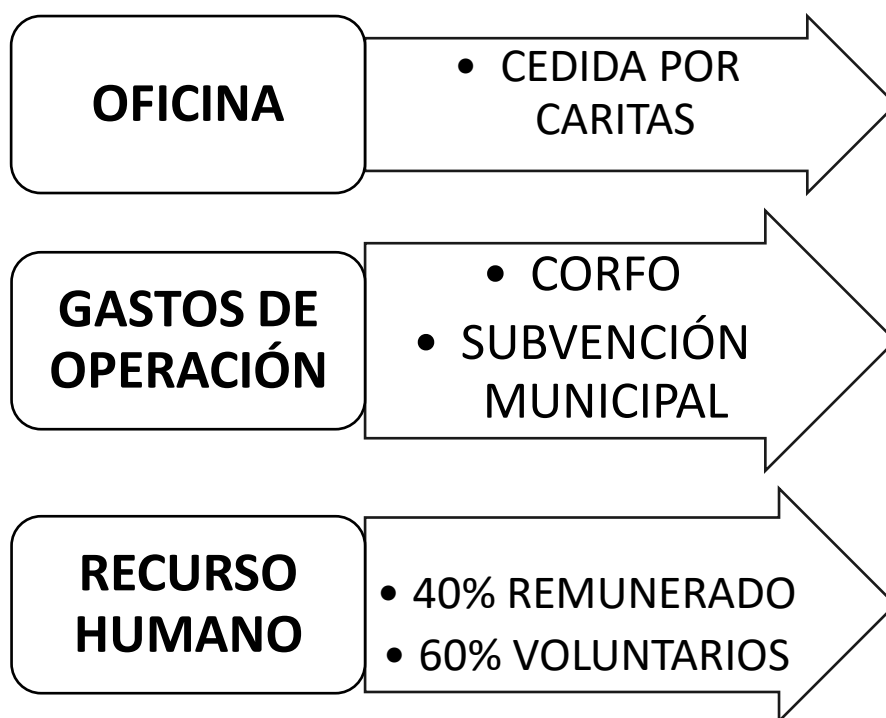 OFICINA
• CEDIDA POR
CARITAS
GASTOS DE
OPERACIÓN
• CORFO
• SUBVENCIÓN
MUNICIPAL
RECURSO
HUMANO
• 40% REMUNERADO
• 60% VOLUNTARIOS